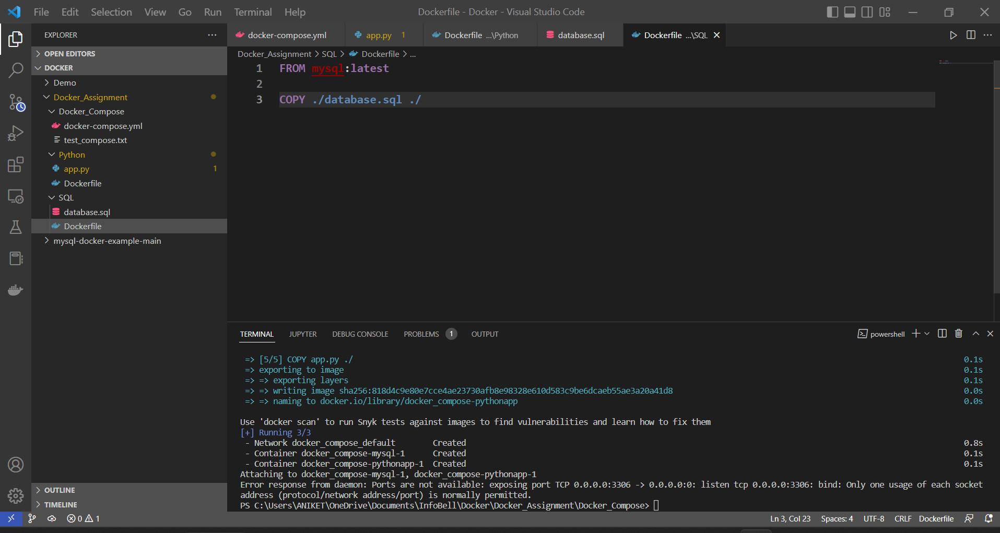 File Edit Selection View Go Run Terminal Help
Dockerfile - Docker - Visual Studio Code
EXPLORER
OPEN EDITORS
DOCKER
Demo
Docker_Assignment
Docker_Compose
docker-compose.yml
test_compose.txt
Python
app.py 1
Dockerfile
SQL
database.sql
Dockerfile
mysql-docker-example-main
OUTLINE
TIMELINE
docker-compose.yml
app.py 1
Dockerfile ...\Python
database.sql
Dockerfile ...\SQL
Docker_Assignment > SQL > Dockerfile > ...
1 FROM mysql:latest
2
3 COPY ./database.sql ./
TERMINAL JUPYTER DEBUG CONSOLE PROBLEMS 1 OUTPUT
powershell
=> [5/5] COPY app.py ./ 0.1s
=> exporting to image 0.1s
=> => exporting layers 0.1s
=> => writing image sha256:818d4c9e80e7cce4ae23730afb8e98328e610d583c9be6dcaeb55ae3a20a41d8 0.0s
=> => naming to docker.io/library/docker_compose-pythonapp 0.0s
Use 'docker scan' to run Snyk tests against images to find vulnerabilities and learn how to fix them
[+] Running 3/3
- Network docker_compose_default Created 0.8s
- Container docker_compose-mysql-1 Created 0.1s
- Container docker_compose-pythonapp-1 Created 0.1s
Attaching to docker_compose-mysql-1, docker_compose-pythonapp-1
Error response from daemon: Ports are not available: exposing port TCP 0.0.0.0:3306 -> 0.0.0.0:0: listen tcp 0.0.0.0:3306: bind: Only one usage of each socket
address (protocol/network address/port) is normally permitted.
PS C:\Users\ANIKET\OneDrive\Documents\InfoBell\Docker\Docker_Assignment\Docker_Compose>
0 1
Ln 3, Col 23 Spaces: 4 UTF-8 CRLF Dockerfile